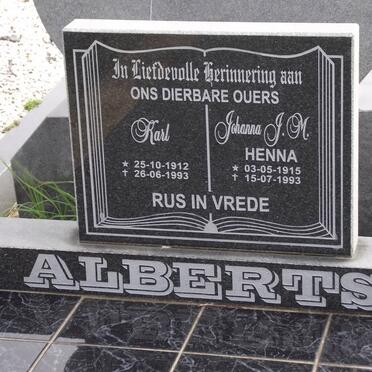 In Liefdevolle Herinnering aan
ONS DIERBARE OUERS
Karl
★ 25-10-1912
✝ 26-06-1993
Johanna J. M.
HENNA
★ 03-05-1915
✝ 15-07-1993
RUS IN VREDE
ALBERTS